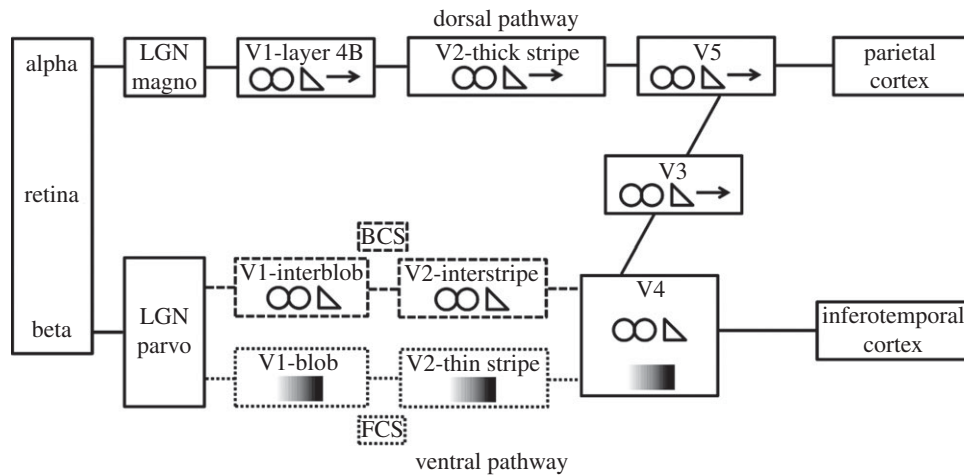 dorsal pathway
alpha
retina
beta
LGN
magno
V1-layer 4B
V2-thick stripe
V5
parietal
cortex
V3
BCS
LGN
parvo
V1-interblob
V2-interstripe
V4
inferotemporal
cortex
V1-blob
V2-thin stripe
FCS
ventral pathway